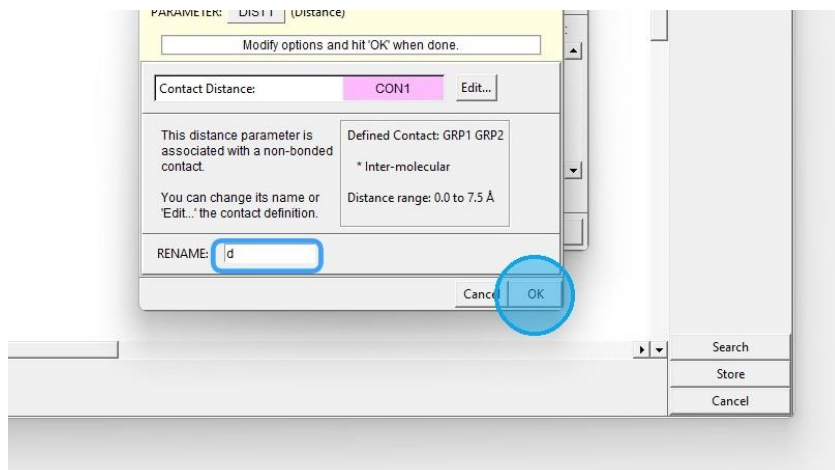 PARAMETER: DIST1 (Distance)
Modify options and hit 'OK' when done.
Contact Distance: CON1 Edit...
This distance parameter is
associated with a non-bonded
contact.
You can change its name or
'Edit...' the contact definition.
Defined Contact: GRP1 GRP2
* Inter-molecular
Distance range: 0.0 to 7.5 Å
RENAME: d
Cancel OK
Search
Store
Cancel